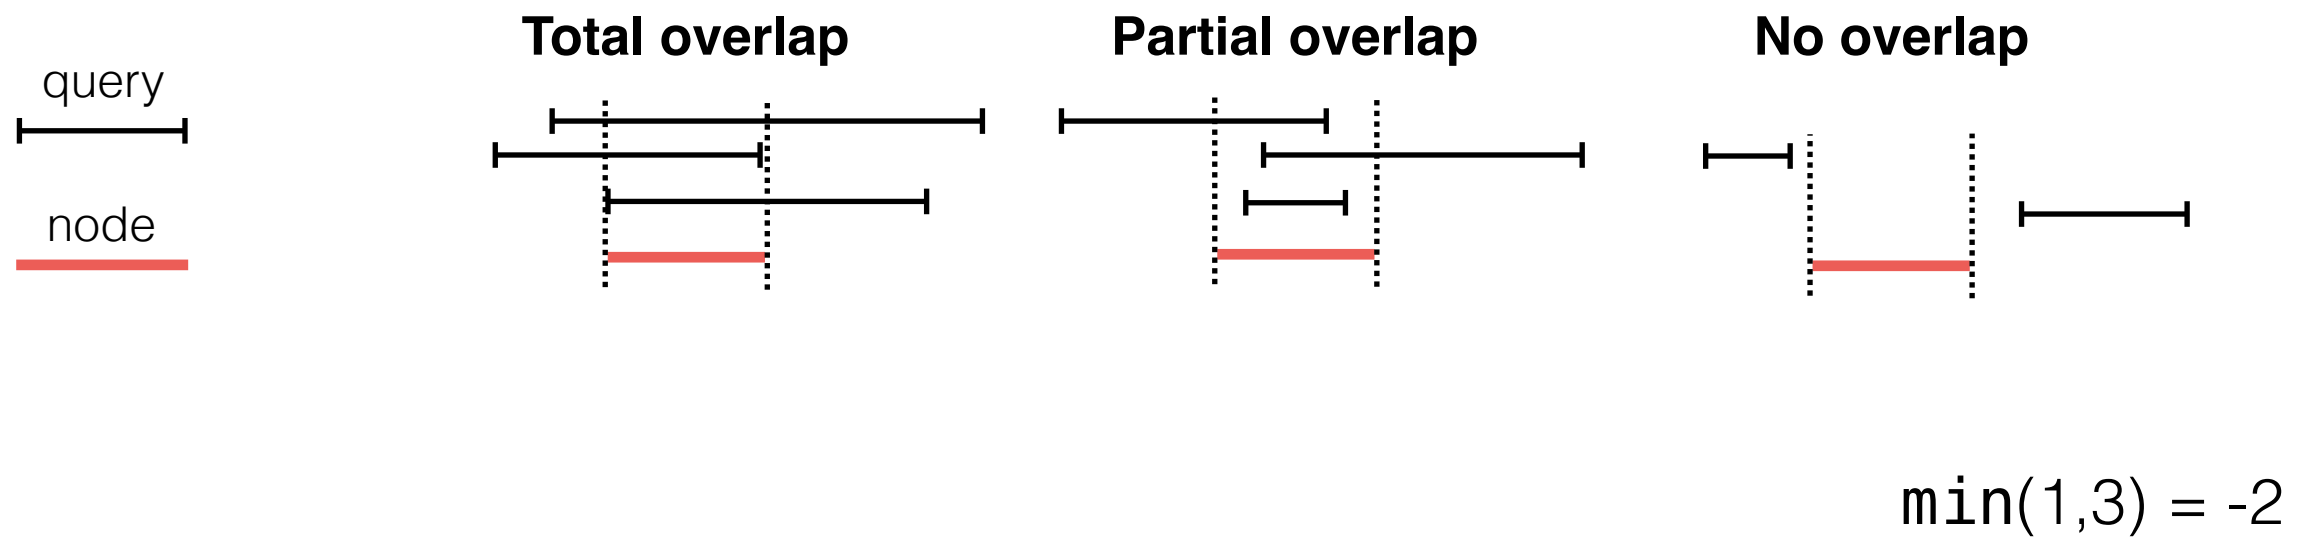 Total overlap
Partial overlap
No overlap
query
node
min(1,3) = -2